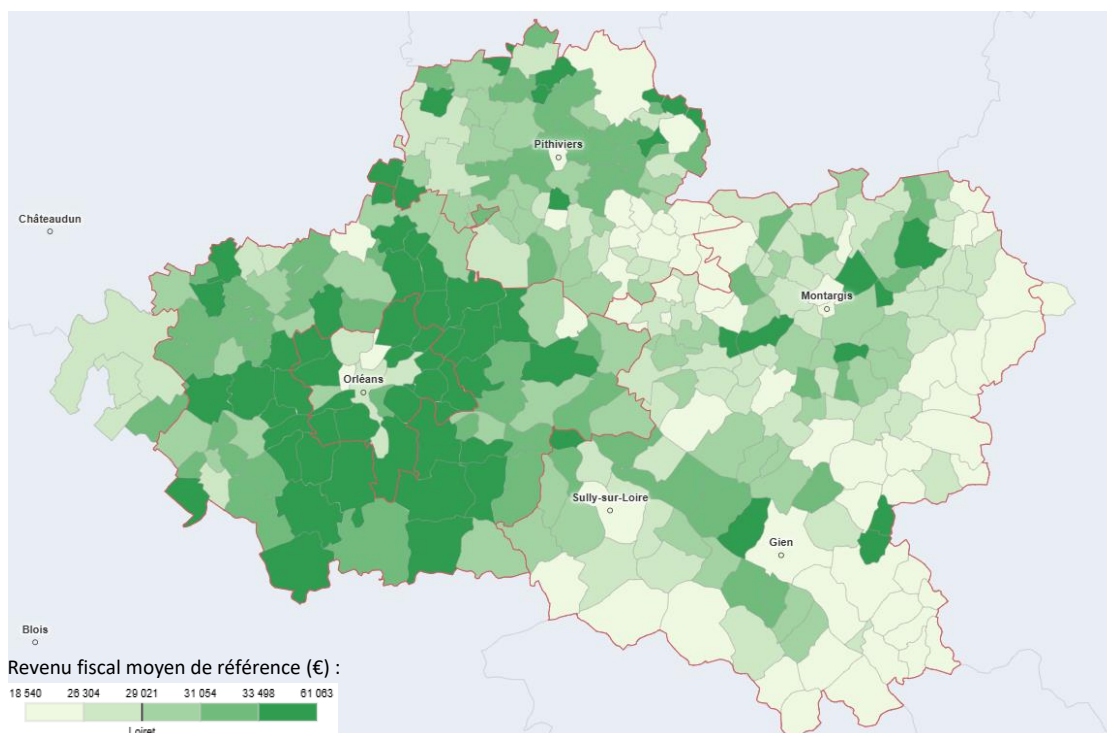 Pithiviers
Châteaudun
Montargis
Orléans
Sully-sur-Loire
Gien
Blois
Revenu fiscal moyen de référence (€) :
18 540 26 304 29 021 31 054 33 498 61 063
Loiret